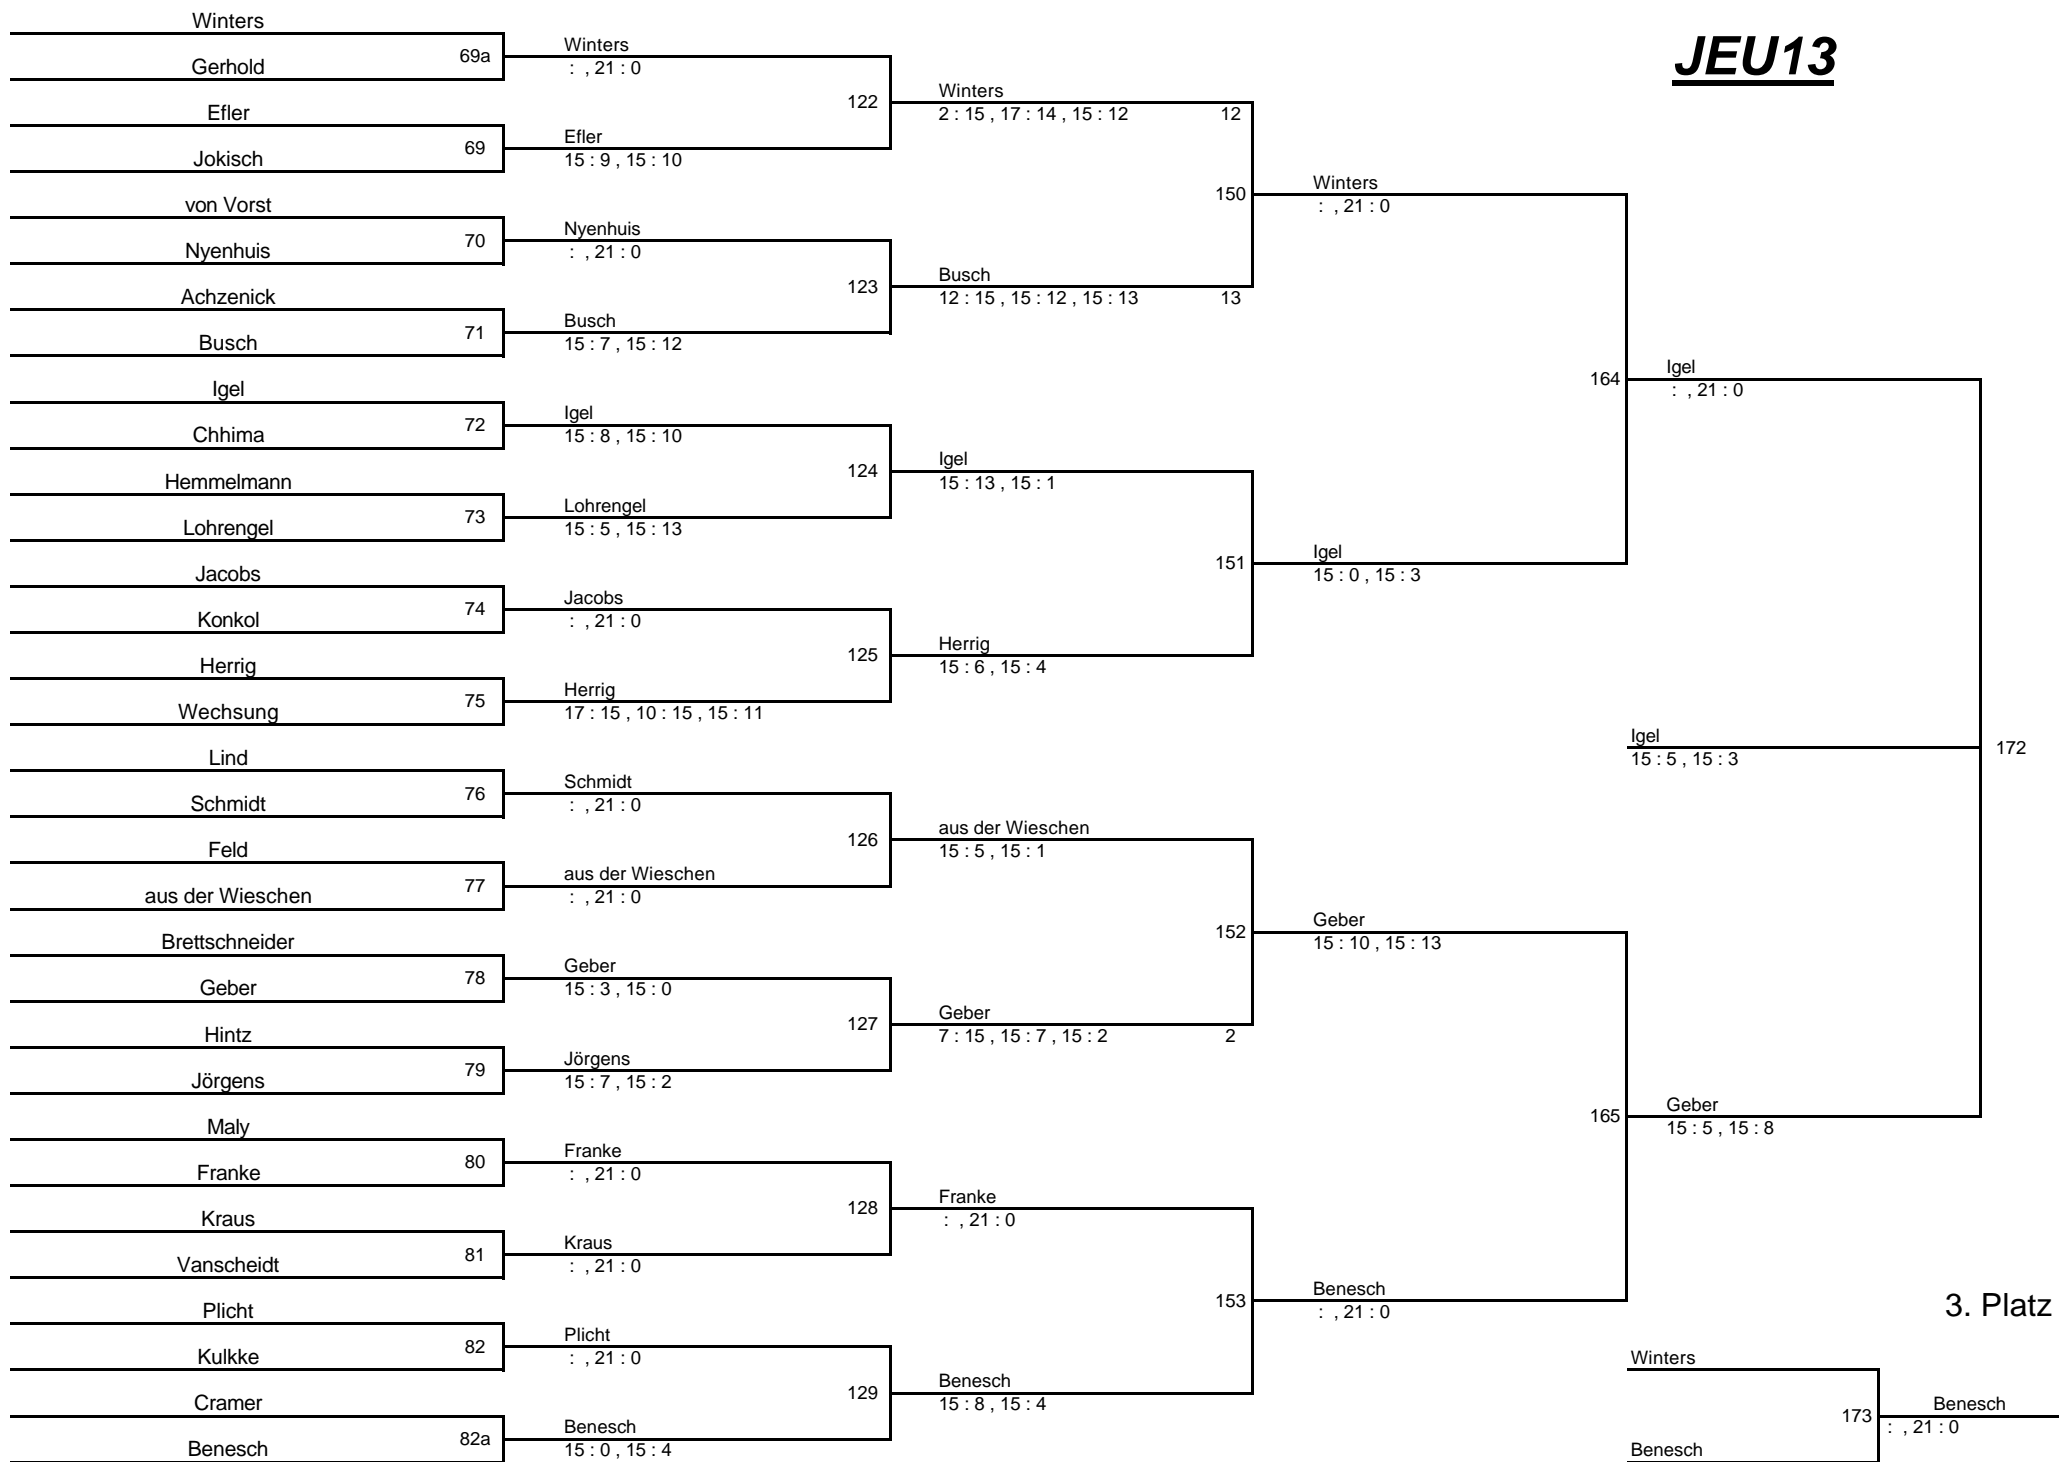 JEU13
Winters
Gerhold
69a
Efler
Jokisch
69
von Vorst
Nyenhuis
70
Achzenick
Busch
71
Igel
Chhima
72
Hemmelmann
Lohrengel
73
Jacobs
Konkol
74
Herrig
Wechsung
75
Lind
Schmidt
76
Feld
aus der Wieschen
77
Brettschneider
Geber
78
Hintz
Jörgens
79
Maly
Franke
80
Kraus
Vanscheidt
81
Plicht
Kulkke
82
Cramer
Benesch
82a
Winters
: , 21 : 0
122
Efler
15 : 9 , 15 : 10
Nyenhuis
: , 21 : 0
123
Busch
15 : 7 , 15 : 12
Igel
15 : 8 , 15 : 10
124
Lohrengel
15 : 5 , 15 : 13
Jacobs
: , 21 : 0
125
Herrig
17 : 15 , 10 : 15 , 15 : 11
Schmidt
: , 21 : 0
126
aus der Wieschen
: , 21 : 0
Geber
15 : 3 , 15 : 0
127
Jörgens
15 : 7 , 15 : 2
Franke
: , 21 : 0
128
Kraus
: , 21 : 0
Plicht
: , 21 : 0
129
Benesch
15 : 0 , 15 : 4
Winters
2 : 15 , 17 : 14 , 15 : 12 12
150
Busch
12 : 15 , 15 : 12 , 15 : 13 13
Igel
15 : 13 , 15 : 1
151
Herrig
15 : 6 , 15 : 4
aus der Wieschen
15 : 5 , 15 : 1
152
Geber
7 : 15 , 15 : 7 , 15 : 2 2
Franke
: , 21 : 0
153
Benesch
15 : 8 , 15 : 4
Winters
: , 21 : 0
164
Igel
15 : 0 , 15 : 3
Geber
15 : 10 , 15 : 13
165
Benesch
: , 21 : 0
Igel
: , 21 : 0
Igel
15 : 5 , 15 : 3
172
Geber
15 : 5 , 15 : 8
3. Platz
Winters
173
Benesch
Benesch
: , 21 : 0